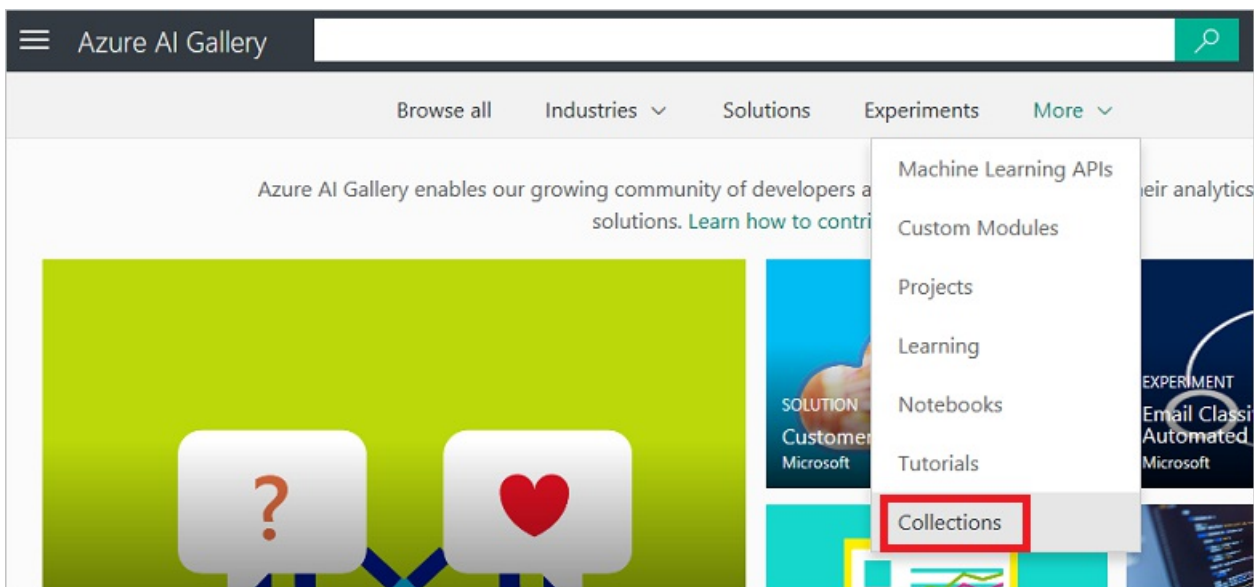 Azure AI Gallery
Browse all Industries Solutions Experiments More
Azure AI Gallery enables our growing community of developers a
eir analytics
solutions. Learn how to contri
Machine Learning APIs
Custom Modules
Projects
Learning
Notebooks
Tutorials
Collections
?
SOLUTION
Customer
Microsoft
EXPERIMENT
Email Classi
Automated
Microsoft